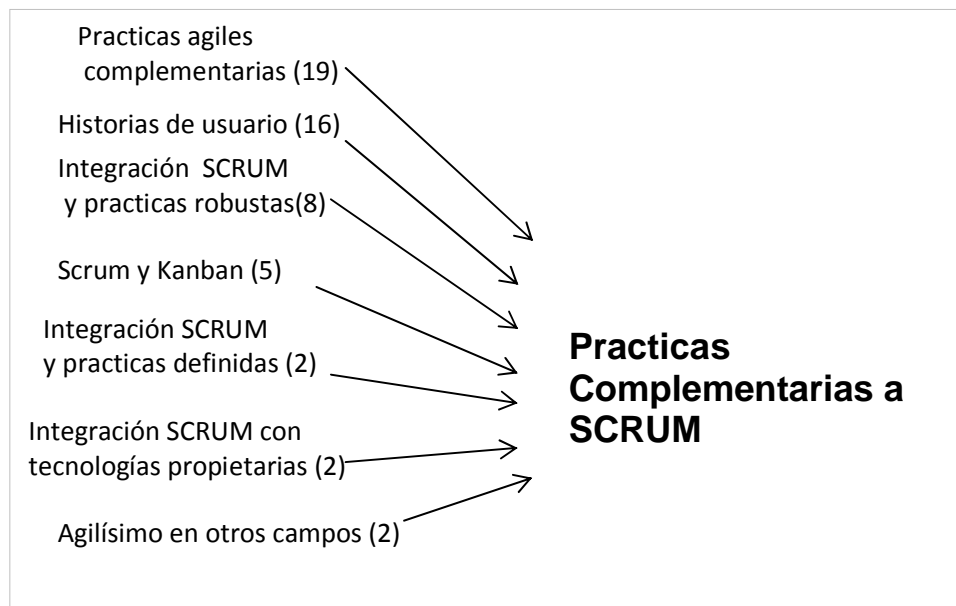 Practicas agiles
complementarias (19)
Historias de usuario (16)
Integración SCRUM
y practicas robustas(8)
Scrum y Kanban (5)
Integración SCRUM
y practicas definidas (2)
Integración SCRUM con
tecnologías propietarias (2)
Agilísimo en otros campos (2)
Practicas
Complementarias a
SCRUM